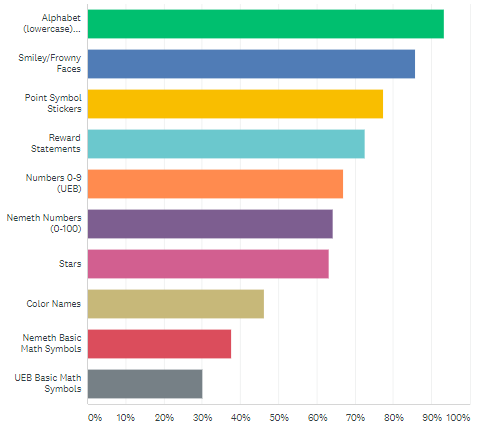 Alphabet
(lowercase)...
Smiley/Frowny
Faces
Point Symbol
Stickers
Reward
Statements
Numbers 0-9
(UEB)
Nemeth Numbers
(0-100)
Stars
Color Names
Nemeth Basic
Math Symbols
UEB Basic Math
Symbols
0% 10% 20% 30% 40% 50% 60% 70% 80% 90% 100%